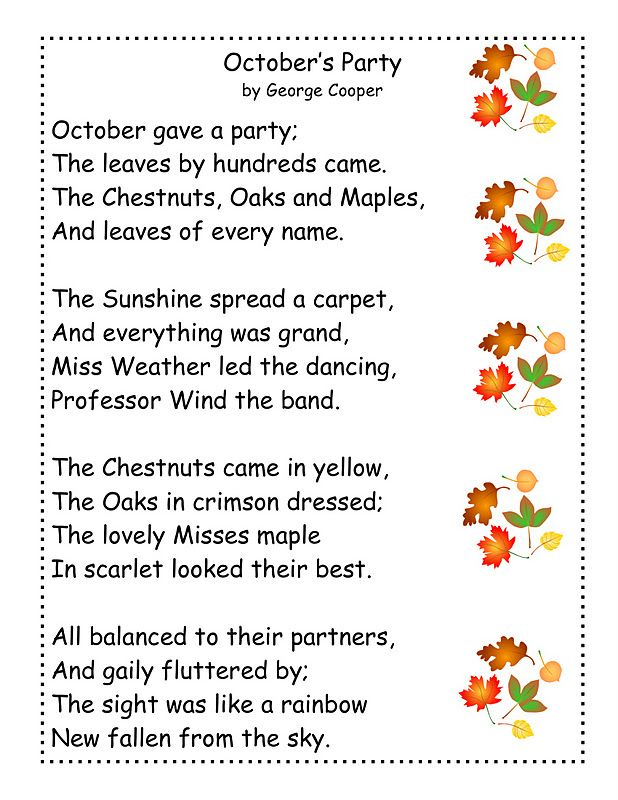 October's Party
by George Cooper
October gave a party;
The leaves by hundreds came.
The Chestnuts, Oaks and Maples,
And leaves of every name.
The Sunshine spread a carpet,
And everything was grand,
Miss Weather led the dancing,
Professor Wind the band.
The Chestnuts came in yellow,
The Oaks in crimson dressed;
The lovely Misses maple
In scarlet looked their best.
All balanced to their partners,
And gaily fluttered by;
The sight was like a rainbow
New fallen from the sky.